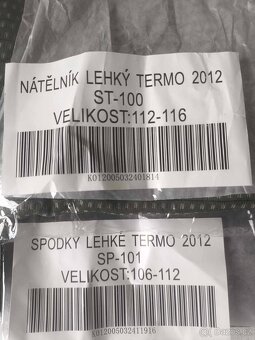 NÁTĚLNÍK LEHKÝ TERMO 2012
ST-100
VELIKOST:112-116
K012005032401814
SPODKY LEHKÉ TERMO 2012
SP-101
VELIKOST:106-112
K012005032411916